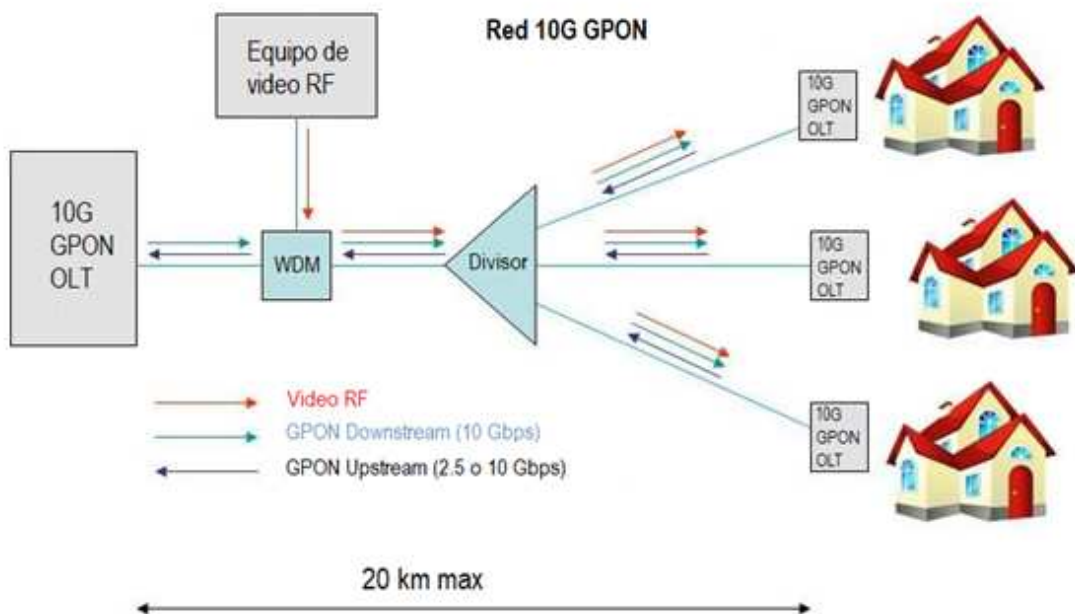 Red 10G GPON
Equipo de
video RF
10G
GPON
OLT
WDM
Divisor
10G
GPON
OLT
10G
GPON
OLT
10G
GPON
OLT
Video RF
GPON Downstream (10 Gbps)
GPON Upstream (2.5 o 10 Gbps)
20 km max